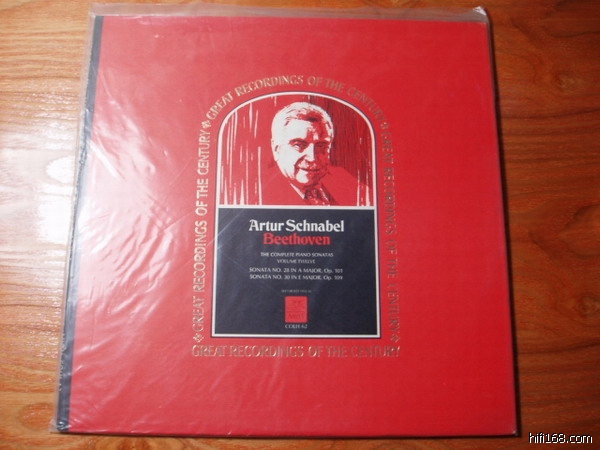 GREAT RECORDINGS OF THE CENTURY
GREAT RECORDINGS OF THE CENTURY
GREAT RECORDINGS OF THE CENTURY
GREAT RECORDINGS OF THE CENTURY
Artur Schnabel
Beethoven
THE COMPLETE PIANO SONATAS
VOLUME TWELVE
SONATA NO. 28 IN A MAJOR, Op. 101
SONATA NO. 30 IN E MAJOR, Op. 109
COLH 62
hifi168.com